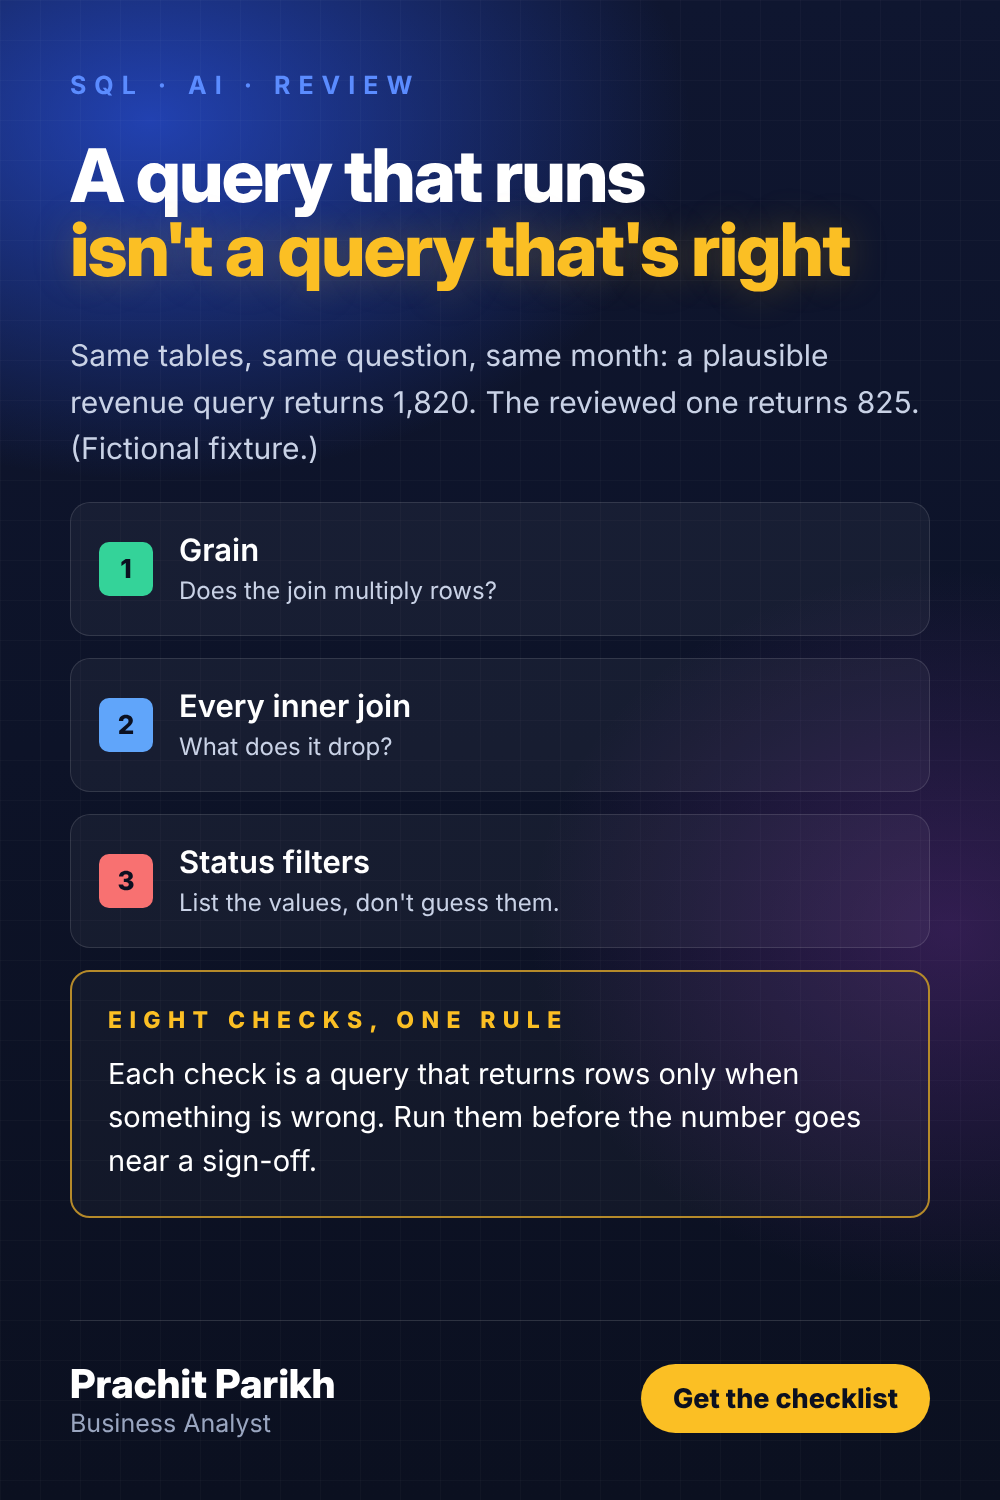 SQL · AI · REVIEW
A query that runs
isn't a query that's right
Same tables, same question, same month: a plausible
revenue query returns 1,820. The reviewed one returns 825.
(Fictional fixture.)
1
Grain
Does the join multiply rows?
2
Every inner join
What does it drop?
3
Status filters
List the values, don't guess them.
EIGHT CHECKS, ONE RULE
Each check is a query that returns rows only when
something is wrong. Run them before the number goes
near a sign-off.
Prachit Parikh
Business Analyst
Get the checklist